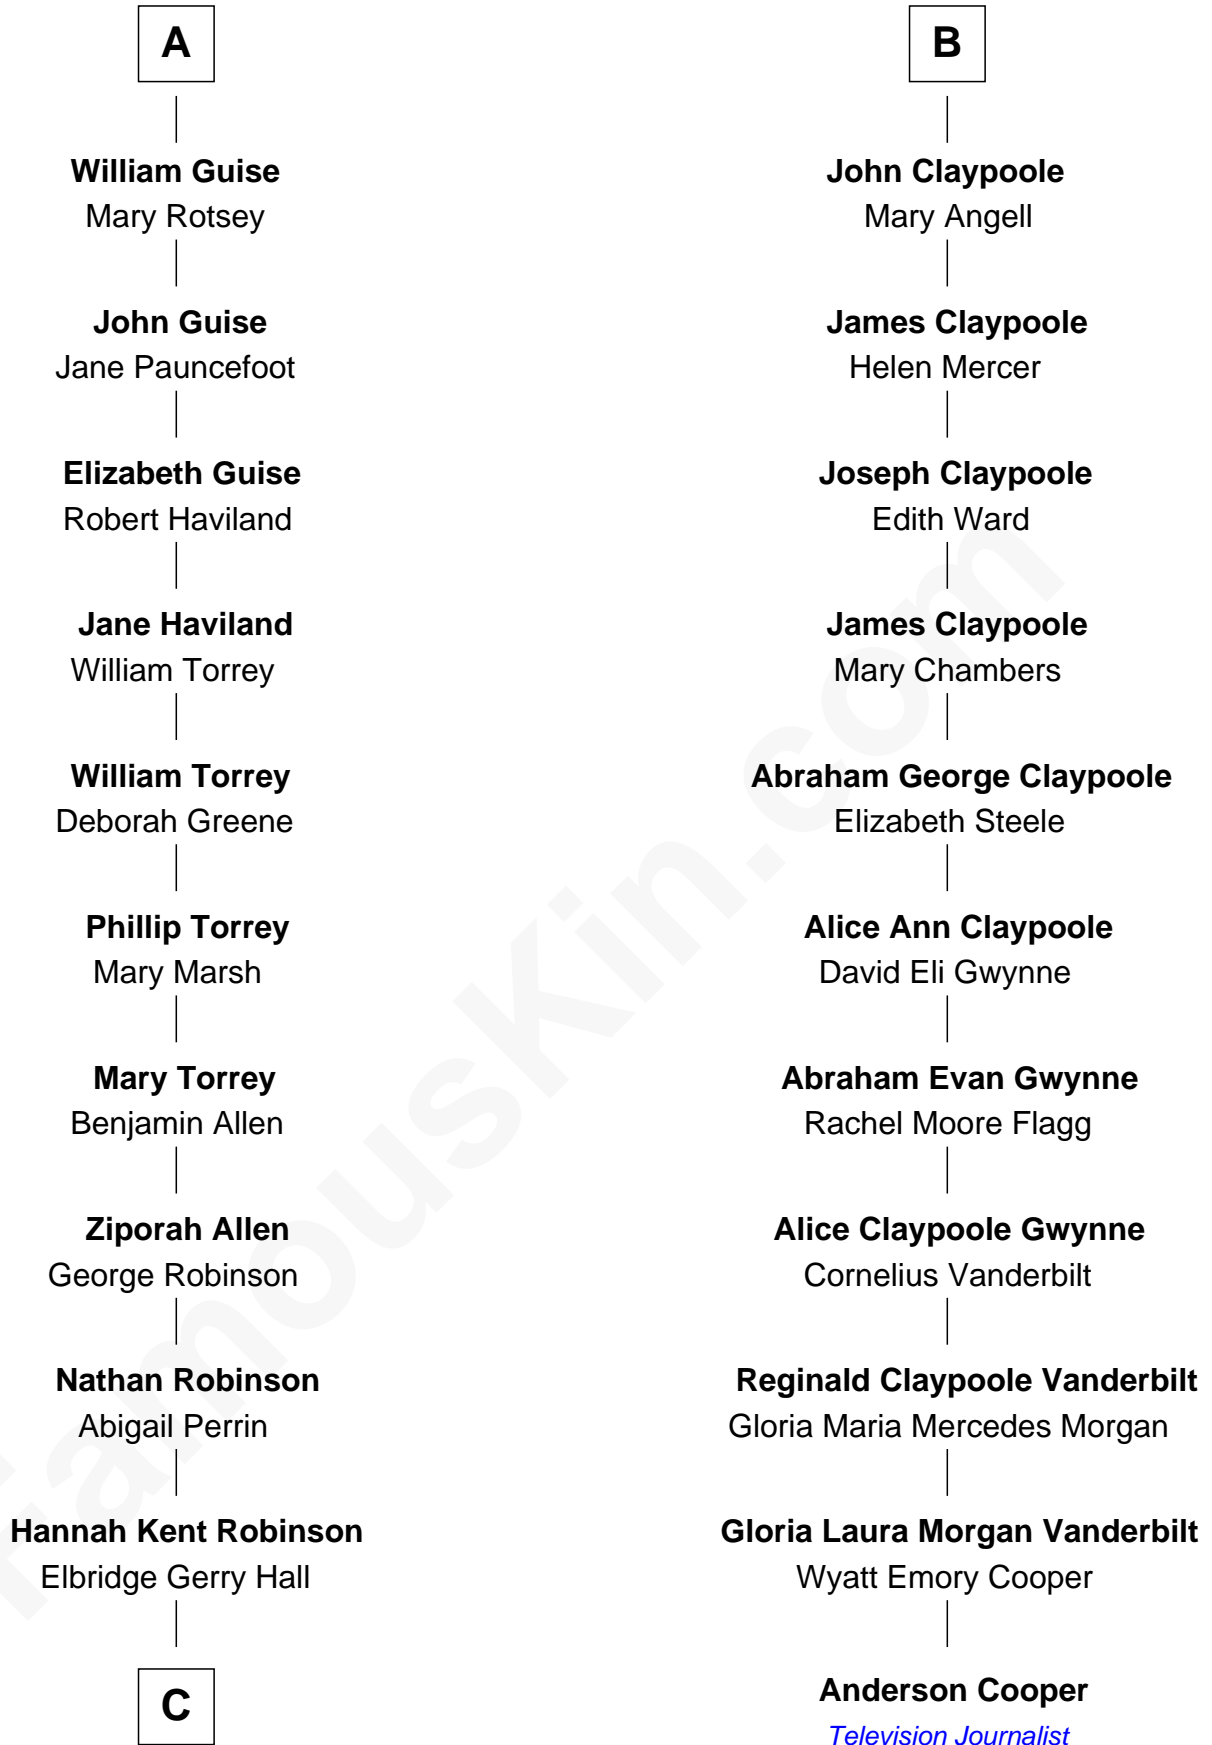 A
William Guise
Mary Rotsey
John Guise
Jane Pauncefoot
Elizabeth Guise
Robert Haviland
Jane Haviland
William Torrey
William Torrey
Deborah Greene
Phillip Torrey
Mary Marsh
Mary Torrey
Benjamin Allen
Ziporah Allen
George Robinson
Nathan Robinson
Abigail Perrin
Hannah Kent Robinson
Elbridge Gerry Hall
C
B
John Claypoole
Mary Angell
James Claypoole
Helen Mercer
Joseph Claypoole
Edith Ward
James Claypoole
Mary Chambers
Abraham George Claypoole
Elizabeth Steele
Alice Ann Claypoole
David Eli Gwynne
Abraham Evan Gwynne
Rachel Moore Flagg
Alice Claypoole Gwynne
Cornelius Vanderbilt
Reginald Claypoole Vanderbilt
Gloria Maria Mercedes Morgan
Gloria Laura Morgan Vanderbilt
Wyatt Emory Cooper
Anderson Cooper
Television Journalist
FamousKin.com